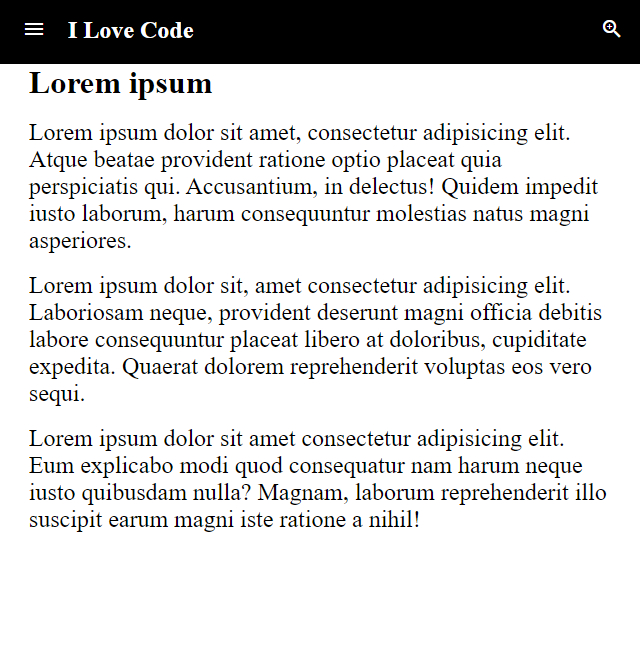 I Love Code
Lorem ipsum
Lorem ipsum dolor sit amet, consectetur adipisicing elit.
Atque beatae provident ratione optio placeat quia
perspiciatis qui. Accusantium, in delectus! Quidem impedit
iusto laborum, harum consequuntur molestias natus magni
asperiores.
Lorem ipsum dolor sit, amet consectetur adipisicing elit.
Laboriosam neque, provident deserunt magni officia debitis
labore consequuntur placeat libero at doloribus, cupiditate
expedita. Quaerat dolorem reprehenderit voluptas eos vero
sequi.
Lorem ipsum dolor sit amet consectetur adipisicing elit.
Eum explicabo modi quod consequatur nam harum neque
iusto quibusdam nulla? Magnam, laborum reprehenderit illo
suscipit earum magni iste ratione a nihil!